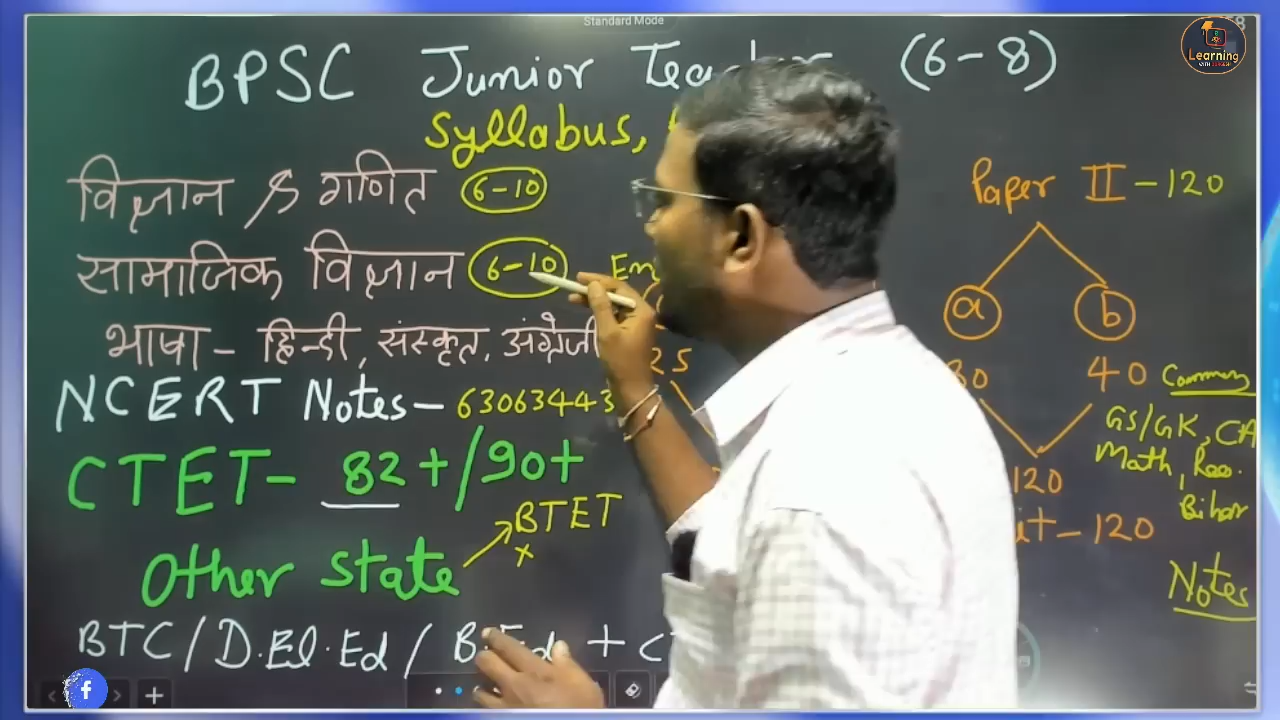 Standard Mode
Learning
BPSC Junior (6-8)
Syllabus,
विज्ञान & गणित (6-10)
सामाजिक विज्ञान (6-10)
भाषा - हिन्दी, संस्कृत, अंग्रेजी
NCERT Notes - 63063443
CTET - 82+/90+
BTET
x
Other state
BTC/D.El.Ed/ B.Ed +
Paper II - 120
a b
40
GS/GK, CA
Math, Rea.
Bihar
120
- 120
Notes
25